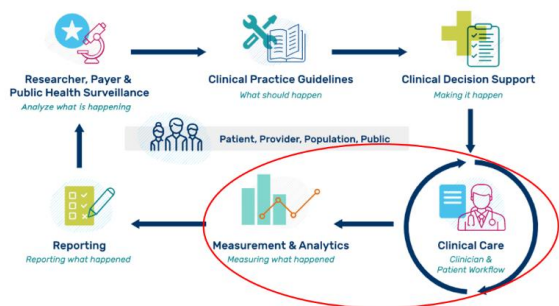 Researcher, Payer &
Public Health Surveillance
Analyze what is happening
Clinical Practice Guidelines
What should happen
Clinical Decision Support
Making it happen
Patient, Provider, Population, Public
Reporting
Reporting what happened
Measurement & Analytics
Measuring what happened
Clinical Care
Clinician &
Patient Workflow